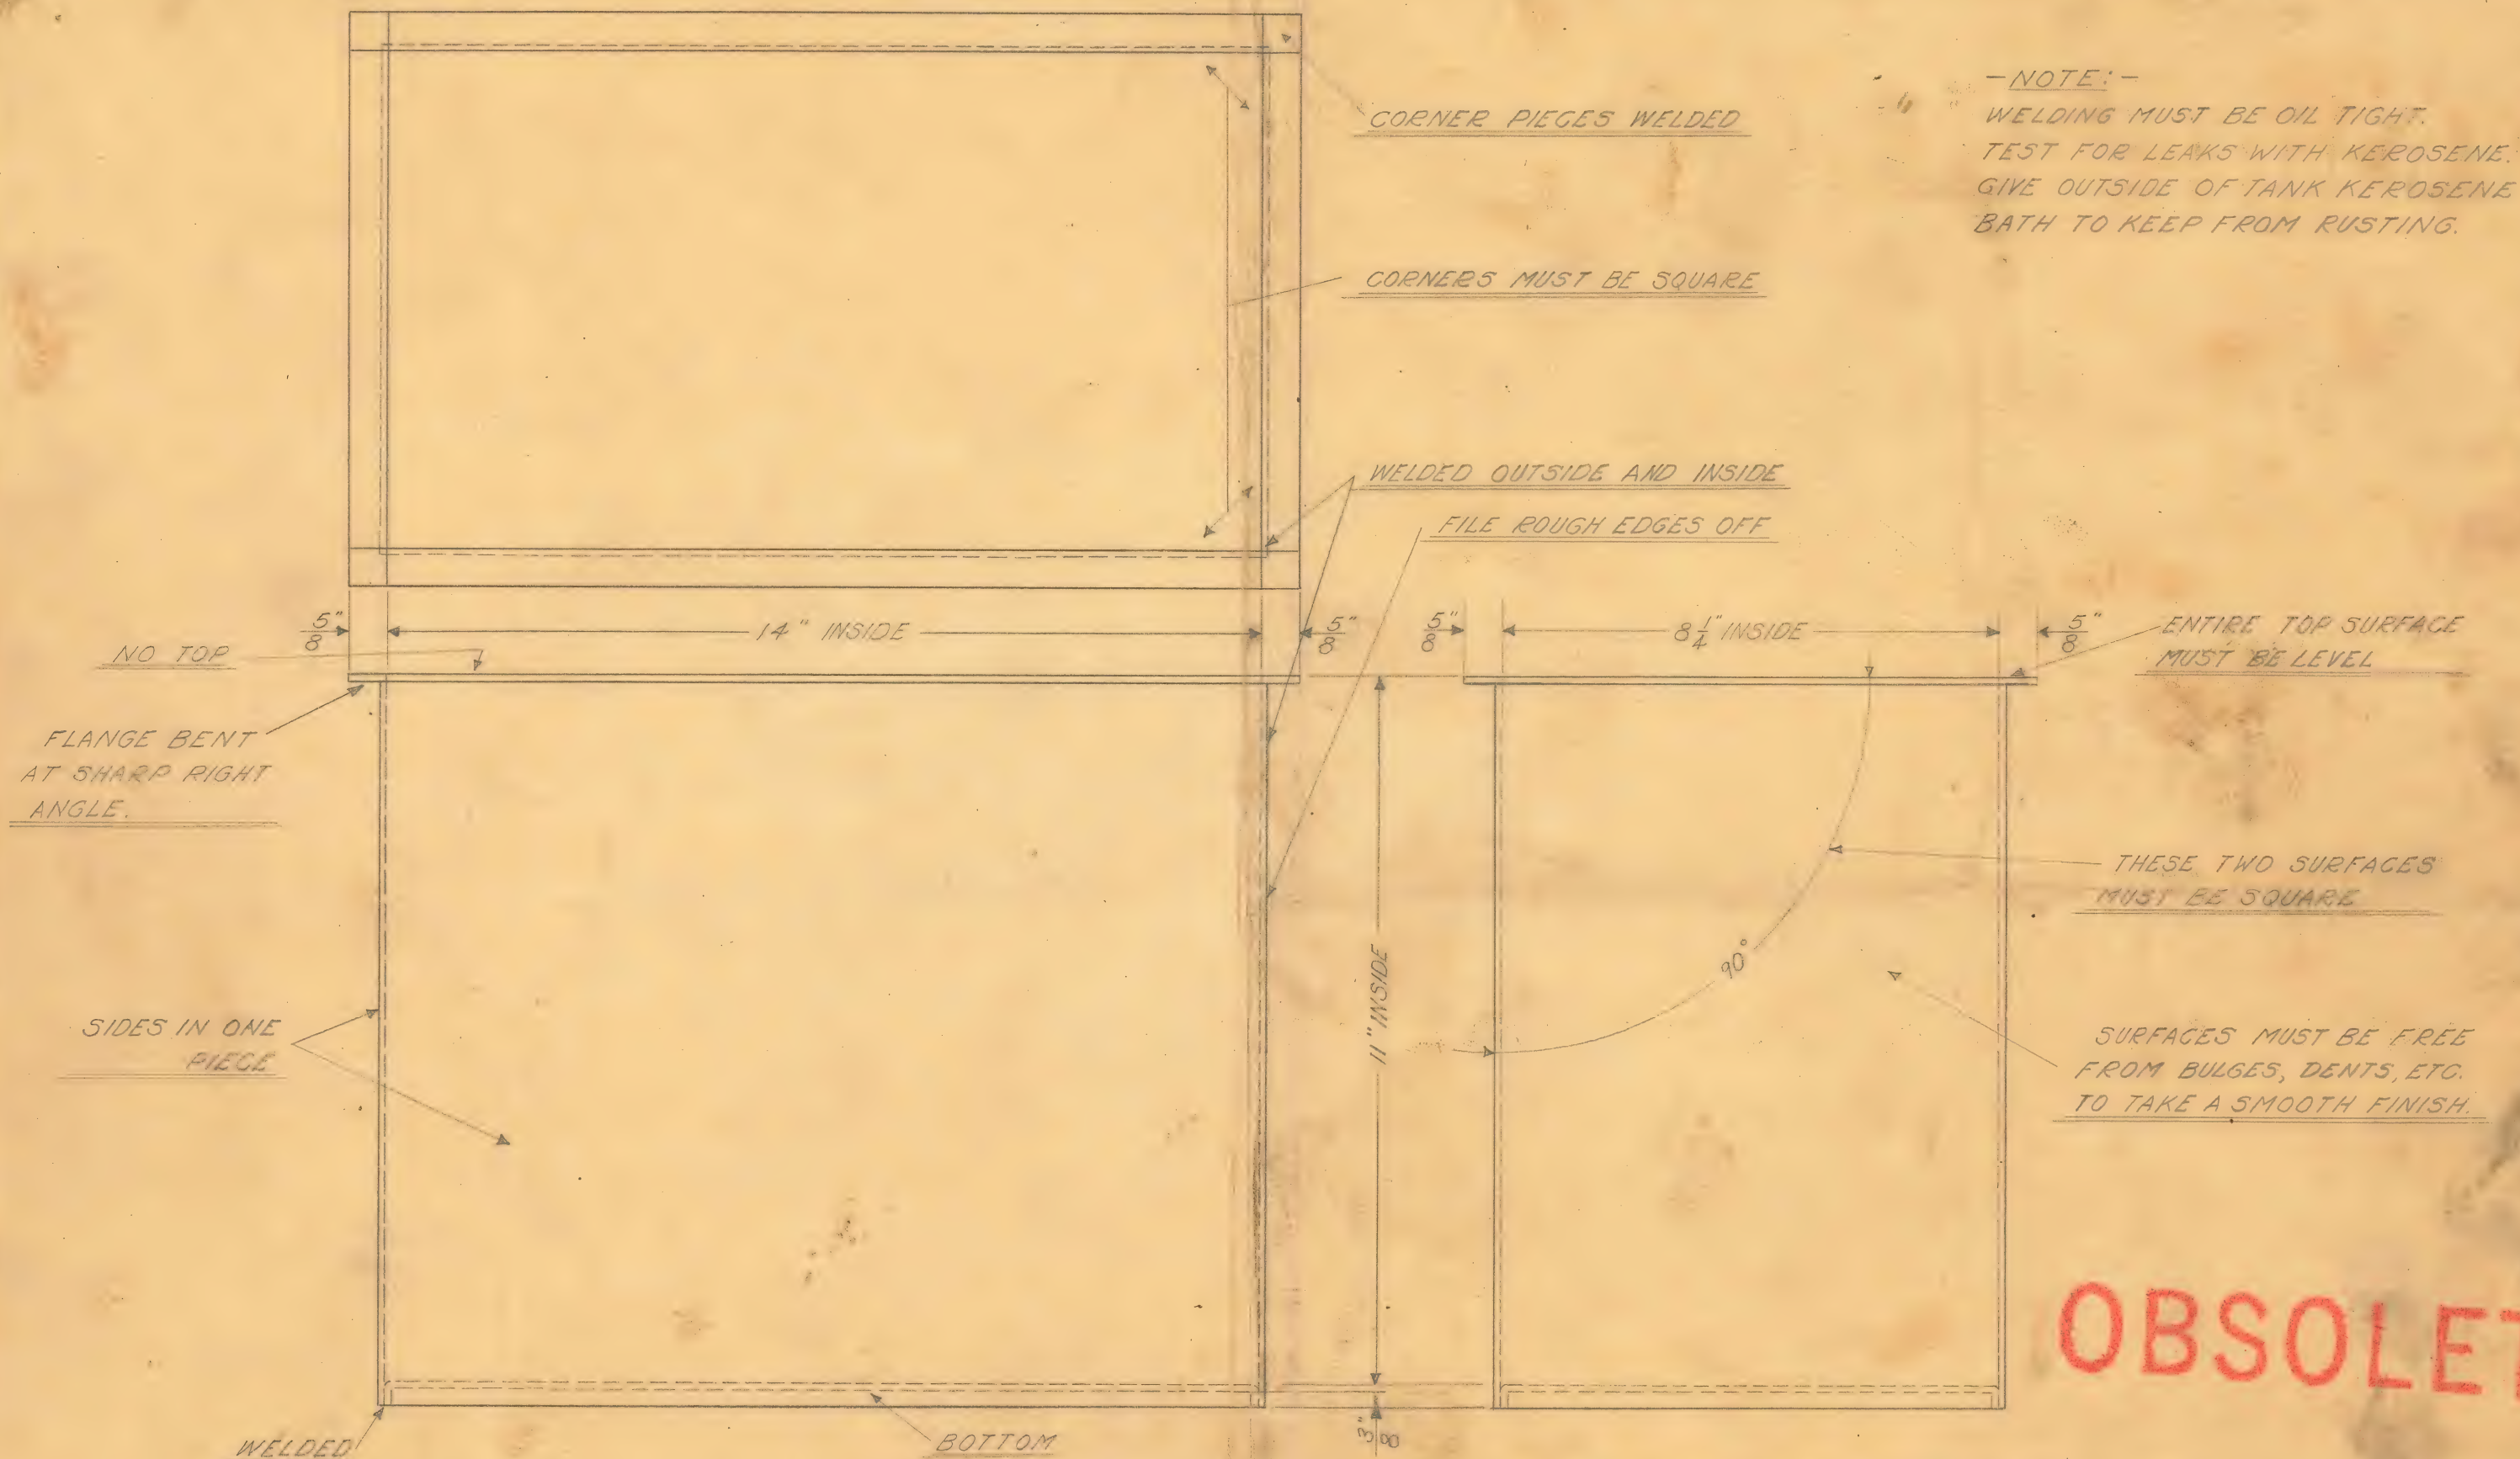 -NOTE:-
WELDING MUST BE OIL TIGHT.
TEST FOR LEAKS WITH KEROSENE.
GIVE OUTSIDE OF TANK KEROSENE
BATH TO KEEP FROM RUSTING.
CORNER PIECES WELDED
CORNERS MUST BE SQUARE
WELDED OUTSIDE AND INSIDE
FILE ROUGH EDGES OFF
5/8"
14" INSIDE
5/8"
5/8"
8 1/4" INSIDE
5/8"
ENTIRE TOP SURFACE
MUST BE LEVEL
NO TOP
FLANGE BENT
AT SHARP RIGHT
ANGLE.
THESE TWO SURFACES
MUST BE SQUARE
90°
11" INSIDE
SIDES IN ONE
PIECE
SURFACES MUST BE FREE
FROM BULGES, DENTS, ETC.
TO TAKE A SMOOTH FINISH.
OBSOLET
3/8"
WELDED
BOTTOM